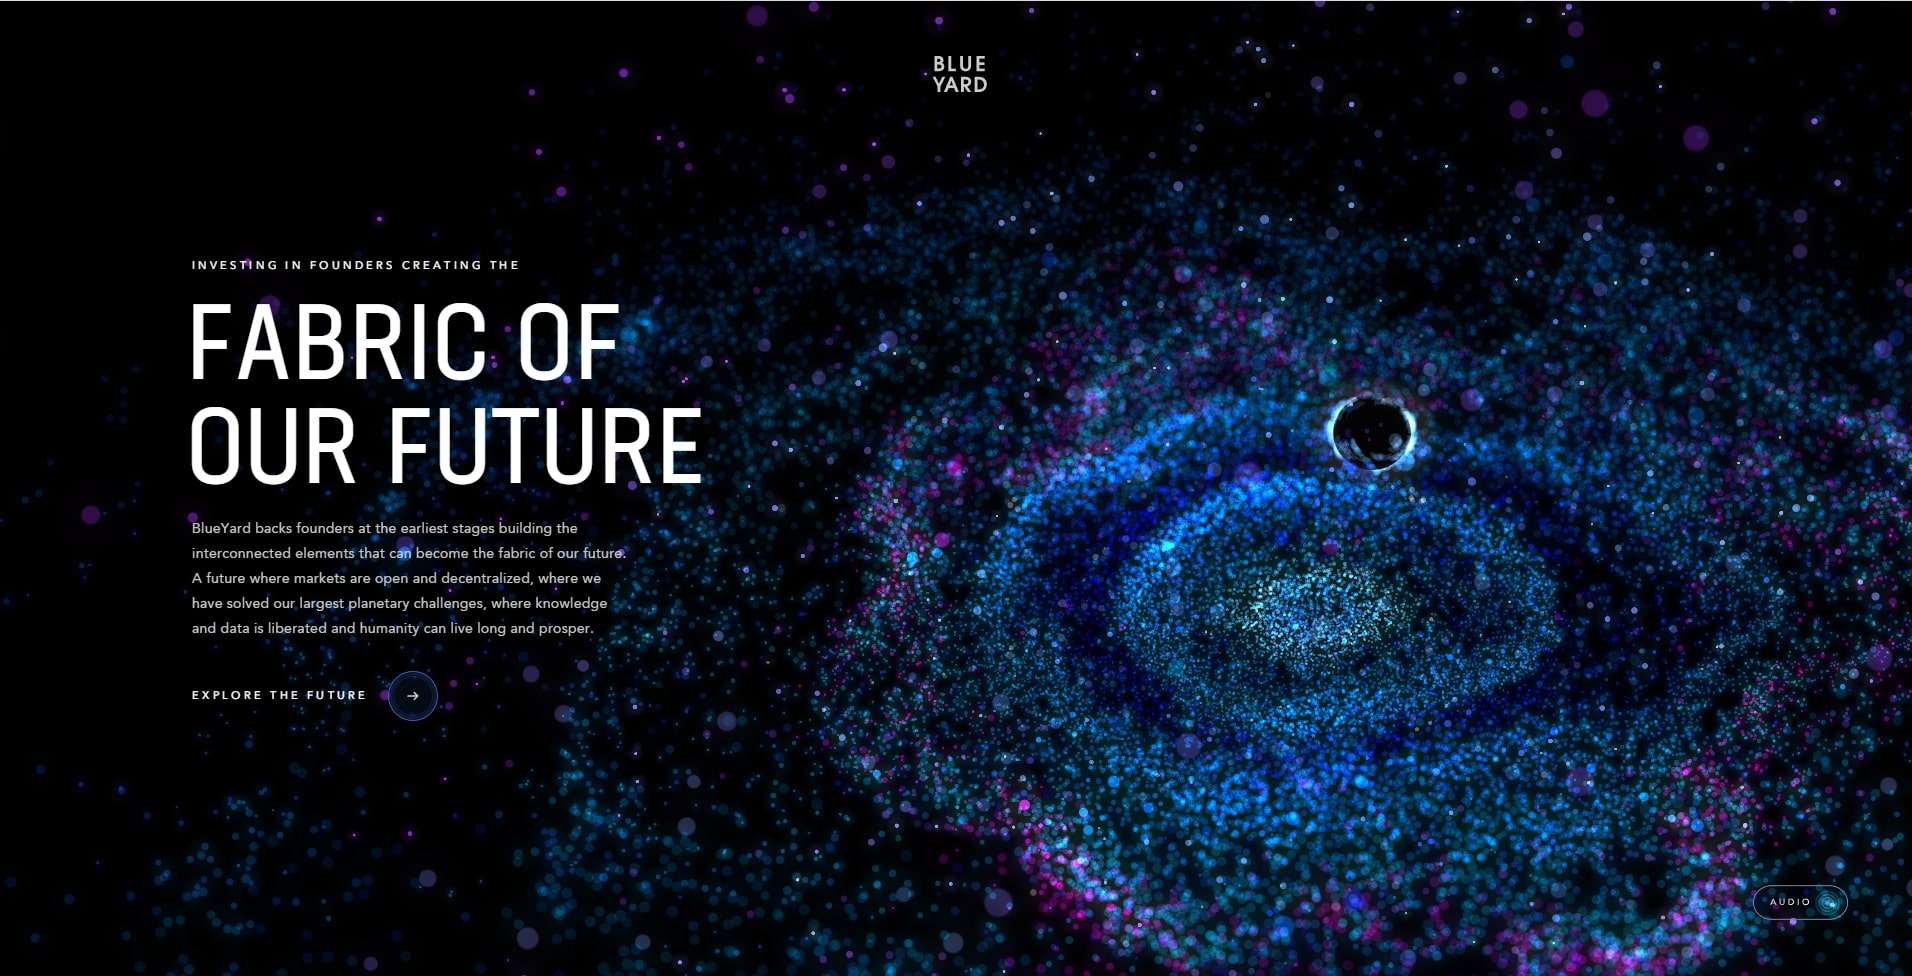 BLUE
YARD
INVESTING IN FOUNDERS CREATING THE
FABRIC OF
OUR FUTURE
BlueYard backs founders at the earliest stages building the
interconnected elements that can become the fabric of our future.
A future where markets are open and decentralized, where we
have solved our largest planetary challenges, where knowledge
and data is liberated and humanity can live long and prosper.
EXPLORE THE FUTURE
AUDIO